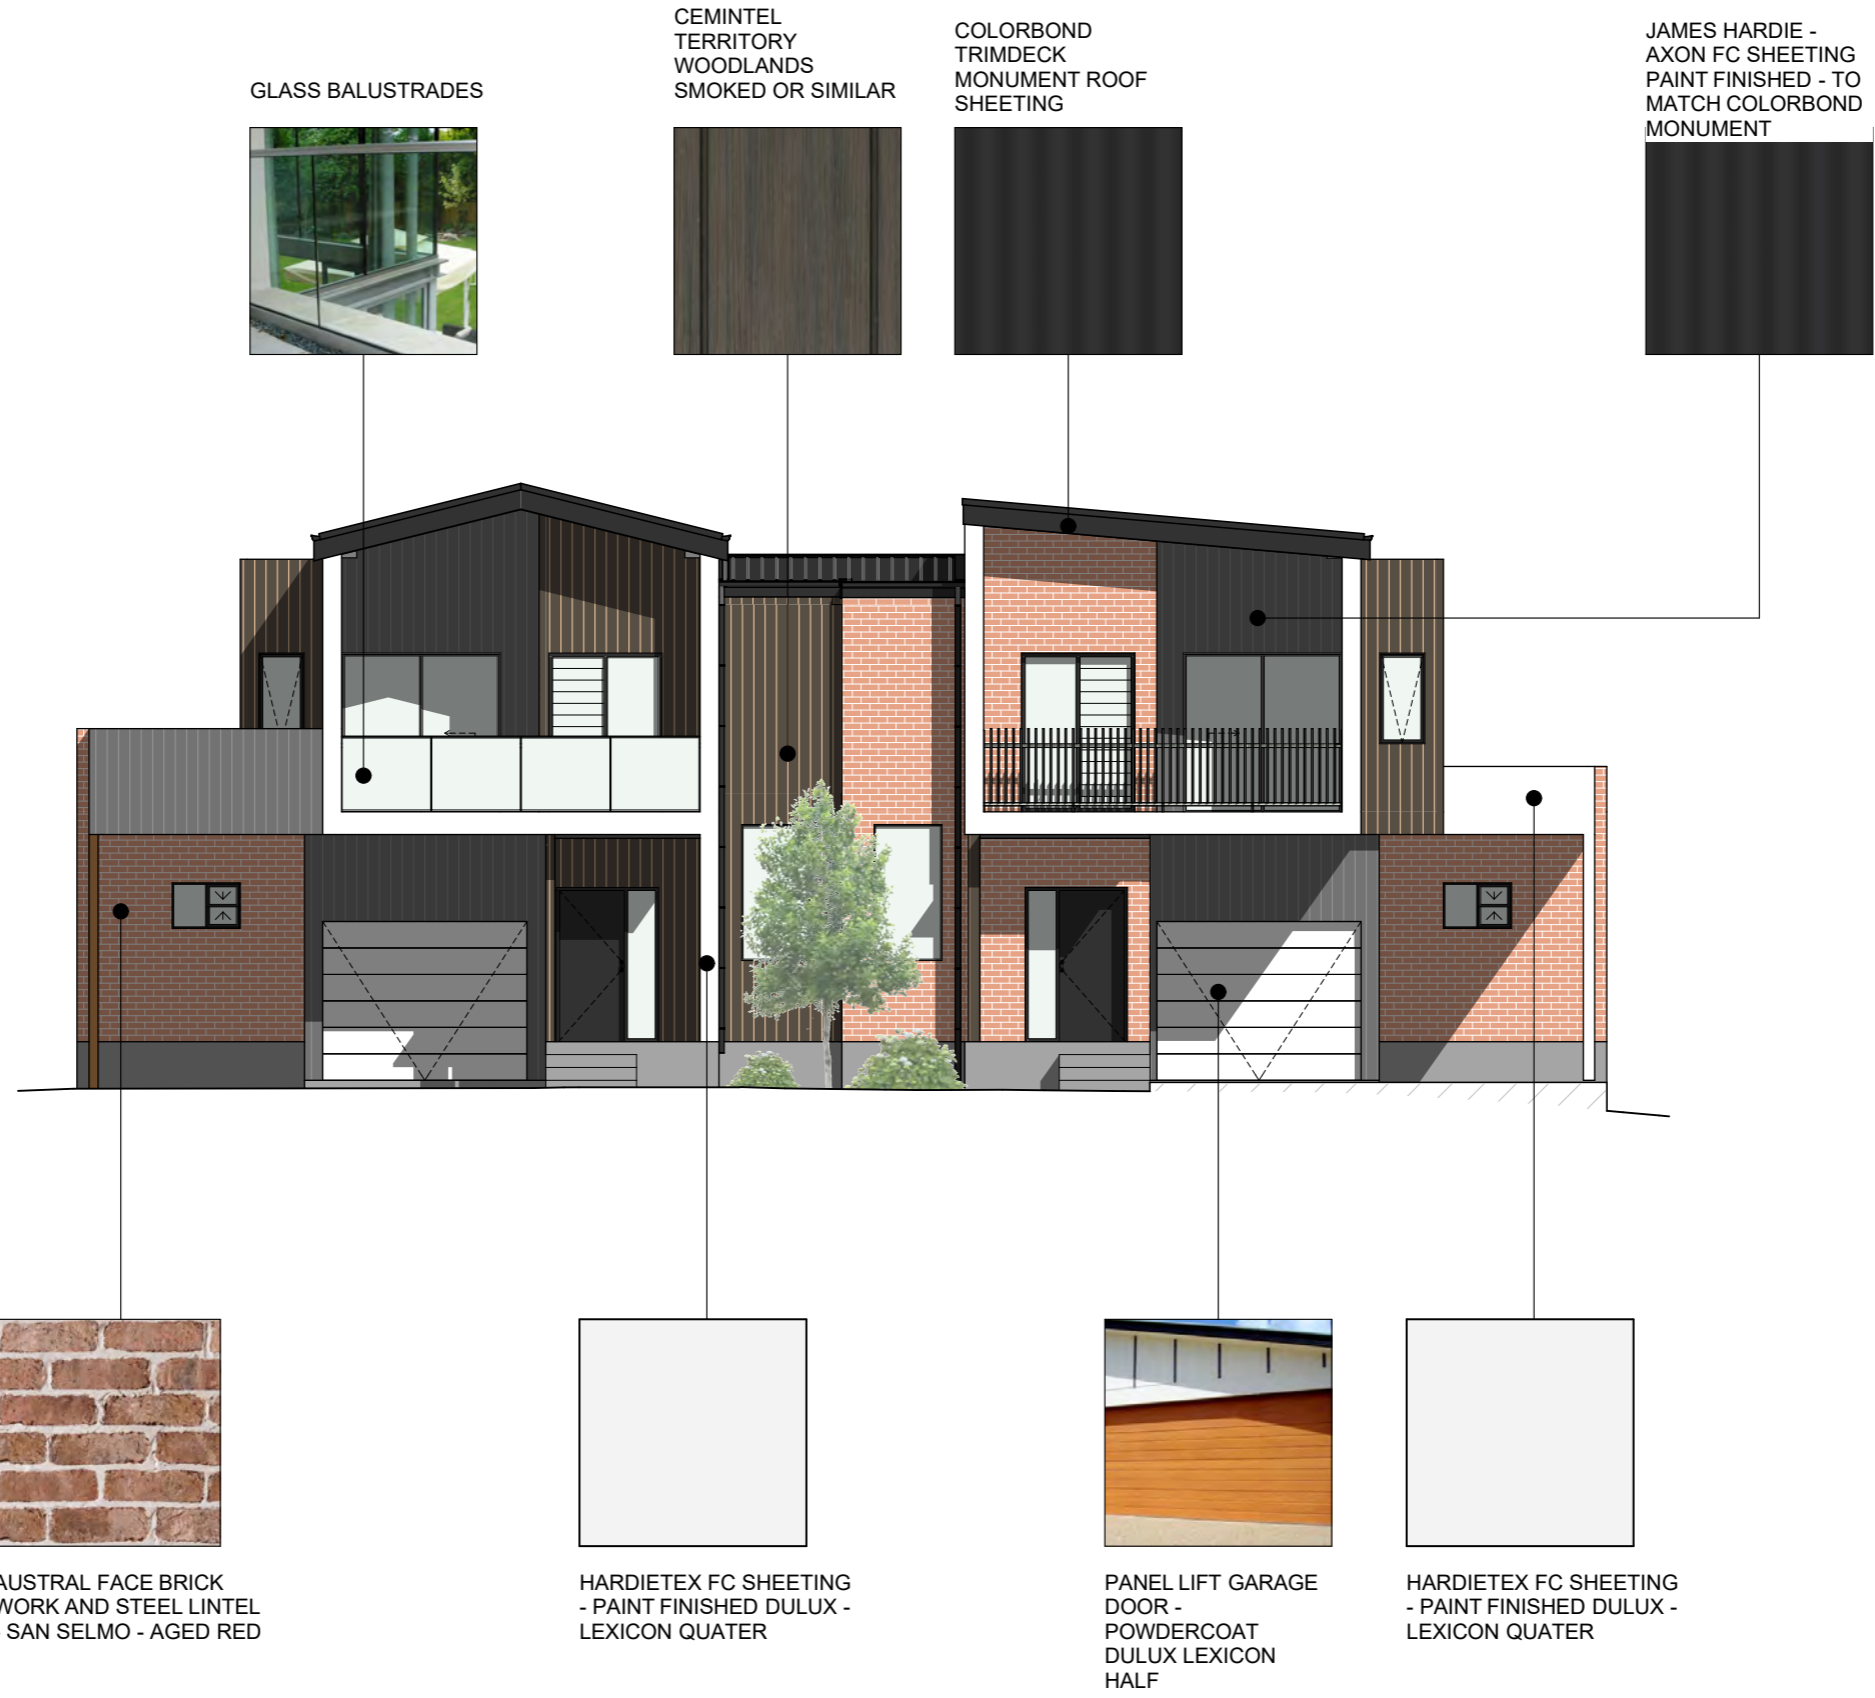 GLASS BALUSTRADES
CEMINTEL
TERRITORY
WOODLANDS
SMOKED OR SIMILAR
COLORBOND
TRIMDECK
MONUMENT ROOF
SHEETING
JAMES HARDIE -
AXON FC SHEETING
PAINT FINISHED - TO
MATCH COLORBOND
MONUMENT
AUSTRAL FACE BRICK
WORK AND STEEL LINTEL
- SAN SELMO - AGED RED
HARDIETEX FC SHEETING
- PAINT FINISHED DULUX -
LEXICON QUATER
PANEL LIFT GARAGE
DOOR -
POWDERCOAT
DULUX LEXICON
HALF
HARDIETEX FC SHEETING
- PAINT FINISHED DULUX -
LEXICON QUATER